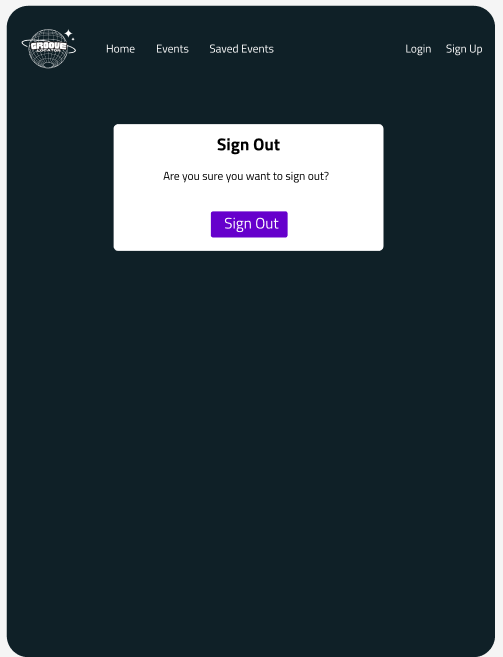 GROOVE
LOCATOR
Home Events Saved Events Login Sign Up
Sign Out
Are you sure you want to sign out?
Sign Out